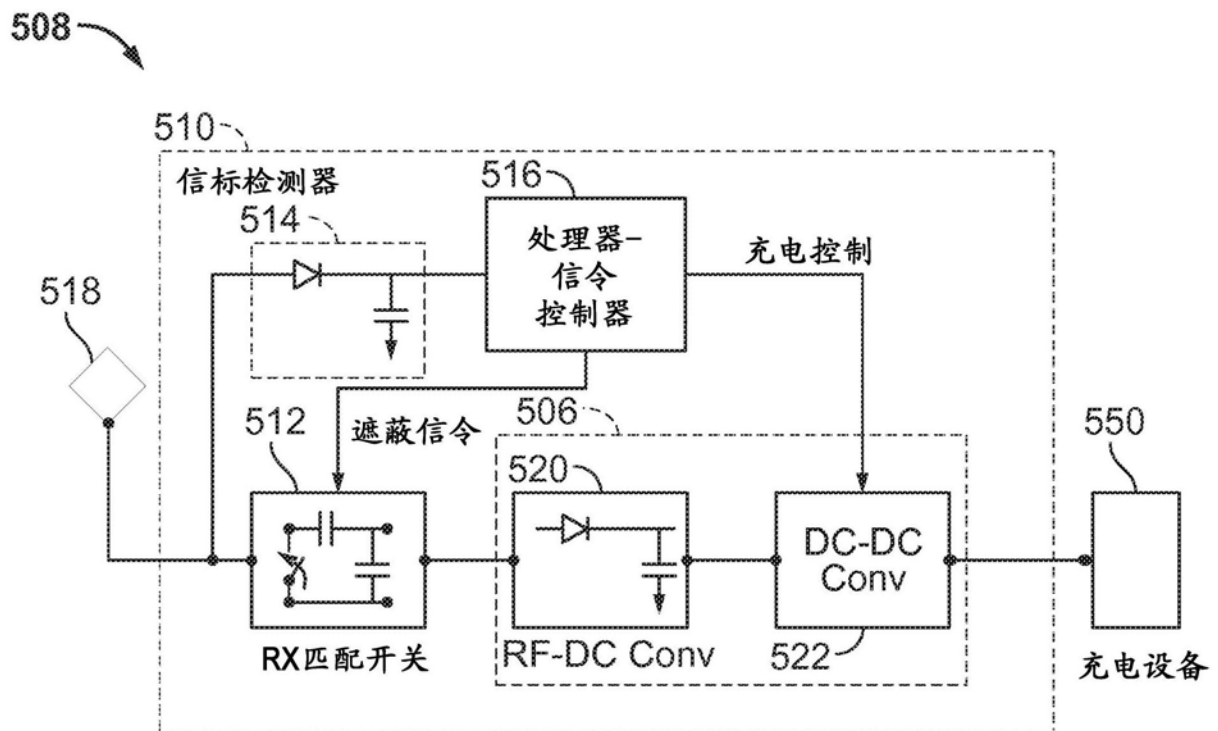 508
510
信标检测器
516
514
处理器-
信令
控制器
充电控制
518
512
遮蔽信令
506
520
550
DC-DC
Conv
RX匹配开关
RF-DC Conv
522
充电设备